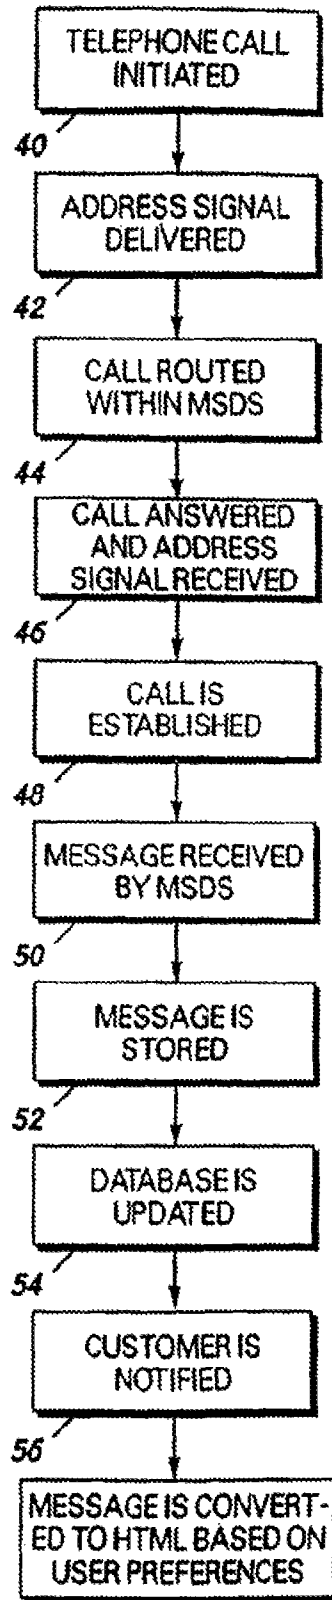 TELEPHONE CALL
INITIATED
40
ADDRESS SIGNAL
DELIVERED
42
CALL ROUTED
WITHIN MSDS
44
CALL ANSWERED
AND ADDRESS
SIGNAL RECEIVED
46
CALL IS
ESTABLISHED
48
MESSAGE RECEIVED
BY MSDS
50
MESSAGE IS
STORED
52
DATABASE IS
UPDATED
54
CUSTOMER IS
NOTIFIED
56
MESSAGE IS CONVERT-
ED TO HTML BASED ON
USER PREFERENCES